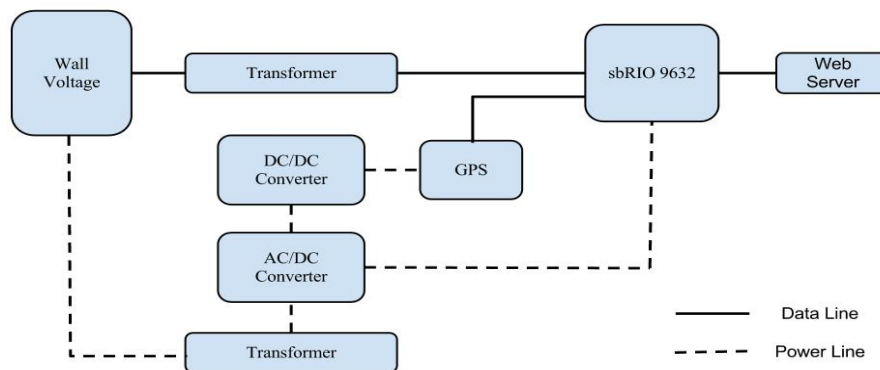 Wall
Voltage
Transformer
sbRIO 9632
Web
Server
DC/DC
Converter
GPS
AC/DC
Converter
Transformer
Data Line
Power Line